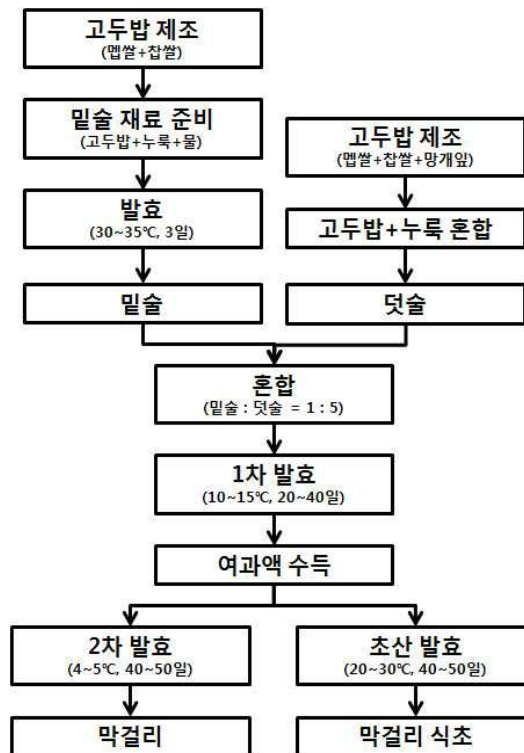 고두밥 제조
(멥쌀+찹쌀)
밑술 재료 준비
(고두밥+누룩+물)
발효
(30~35℃, 3일)
밑술
고두밥 제조
(멥쌀+찹쌀+망개잎)
고두밥+누룩 혼합
덧술
혼합
(밑술 : 덧술 = 1 : 5)
1차 발효
(10~15℃, 20~40일)
여과액 수득
2차 발효
(4~5℃, 40~50일)
막걸리
초산 발효
(20~30℃, 40~50일)
막걸리 식초